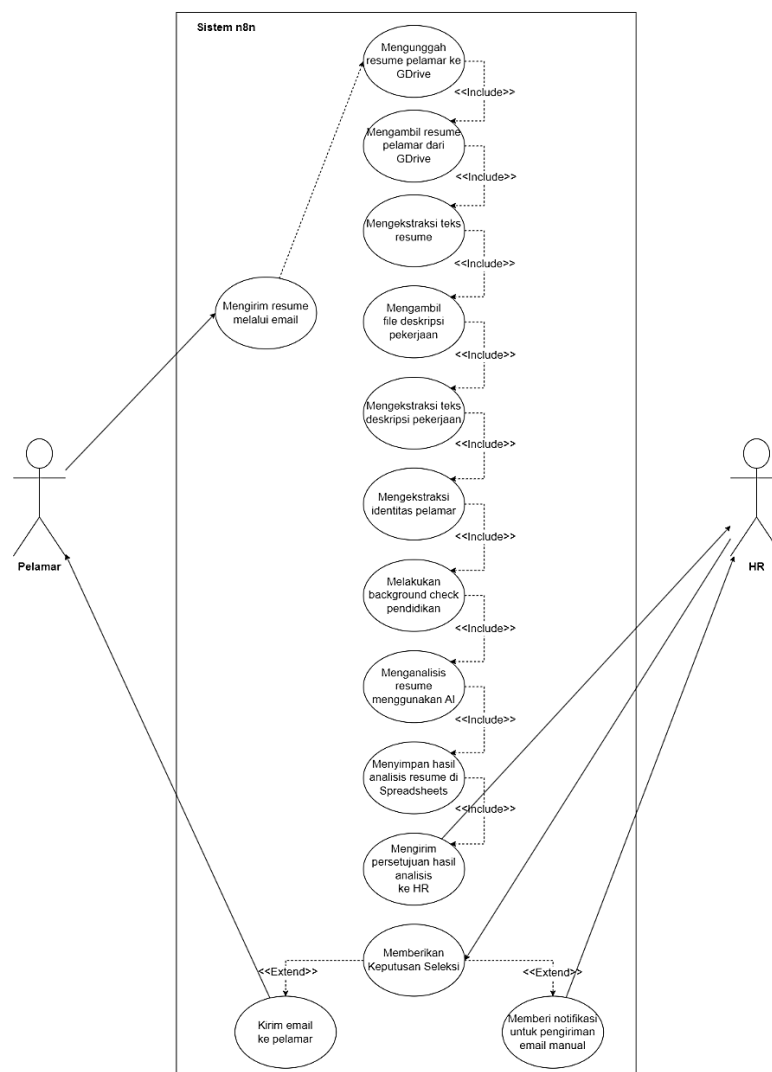 Sistem n8n
Mengunggah
resume pelamar ke
GDrive
<<Include>>
Mengambil resume
pelamar dari
GDrive
<<Include>>
Mengekstraksi teks
resume
<<Include>>
Mengirim resume
melalui email
Mengambil
file deskripsi
pekerjaan
<<Include>>
Mengekstraksi teks
deskripsi pekerjaan
<<Include>>
Mengekstraksi
identitas pelamar
<<Include>>
Pelamar
HR
Melakukan
background check
pendidikan
<<Include>>
Menganalisis
resume
menggunakan AI
<<Include>>
Menyimpan hasil
analisis resume di
Spreadsheets
<<Include>>
Mengirim
persetujuan hasil
analisis
ke HR
Memberikan
Keputusan Seleksi
<<Extend>>
<<Extend>>
Kirim email
ke pelamar
Memberi notifikasi
untuk pengiriman
email manual